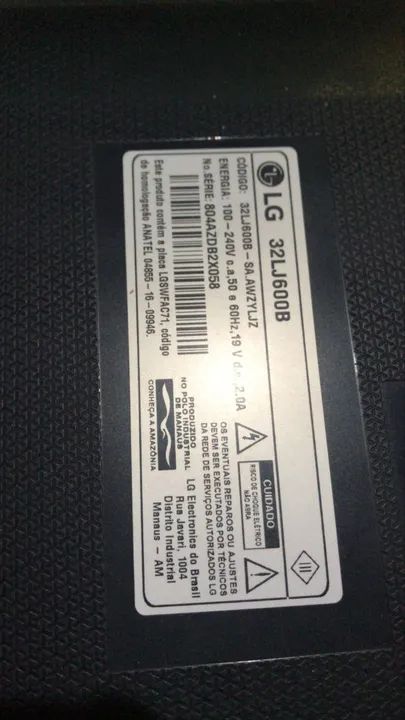 LG 32LJ600B
CÓDIGO: 32LJ600B-SA.AWZYLJZ
ENERGIA: 100-240V c.a,50 e 60Hz,19 V d.c. 2.0A
No.SÉRIE: 804AZDB2X058
Este produto contém a placa LGSWFAC71, código
de homologação ANATEL 04855-16-09946.
CUIDADO
RISCO DE CHOQUE ELÉTRICO
NÃO ABRA
OS EVENTUAIS REPAROS OU AJUSTES
DEVEM SER EXECUTADOS POR TÉCNICOS
DA REDE DE SERVIÇOS AUTORIZADOS LG
PRODUZIDO
NO POLO INDUSTRIAL
DE MANAUS
CONHEÇA A AMAZÔNIA
LG Electronics do Brasil
Rua Javari, 1004
Distrito Industrial
Manaus - AM
III